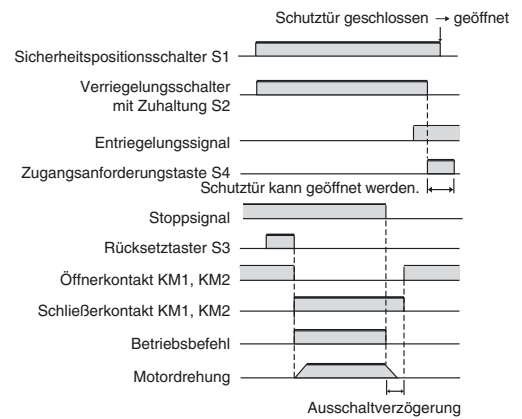 Schutztür geschlossen → geöffnet
Sicherheitspositionsschalter S1
Verriegelungsschalter
mit Zuhaltung S2
Entriegelungssignal
Zugangsanforderungstaste S4
Schutztür kann geöffnet werden.
Stoppsignal
Rücksetztaster S3
Öffnerkontakt KM1, KM2
Schließerkontakt KM1, KM2
Betriebsbefehl
Motordrehung
Ausschaltverzögerung